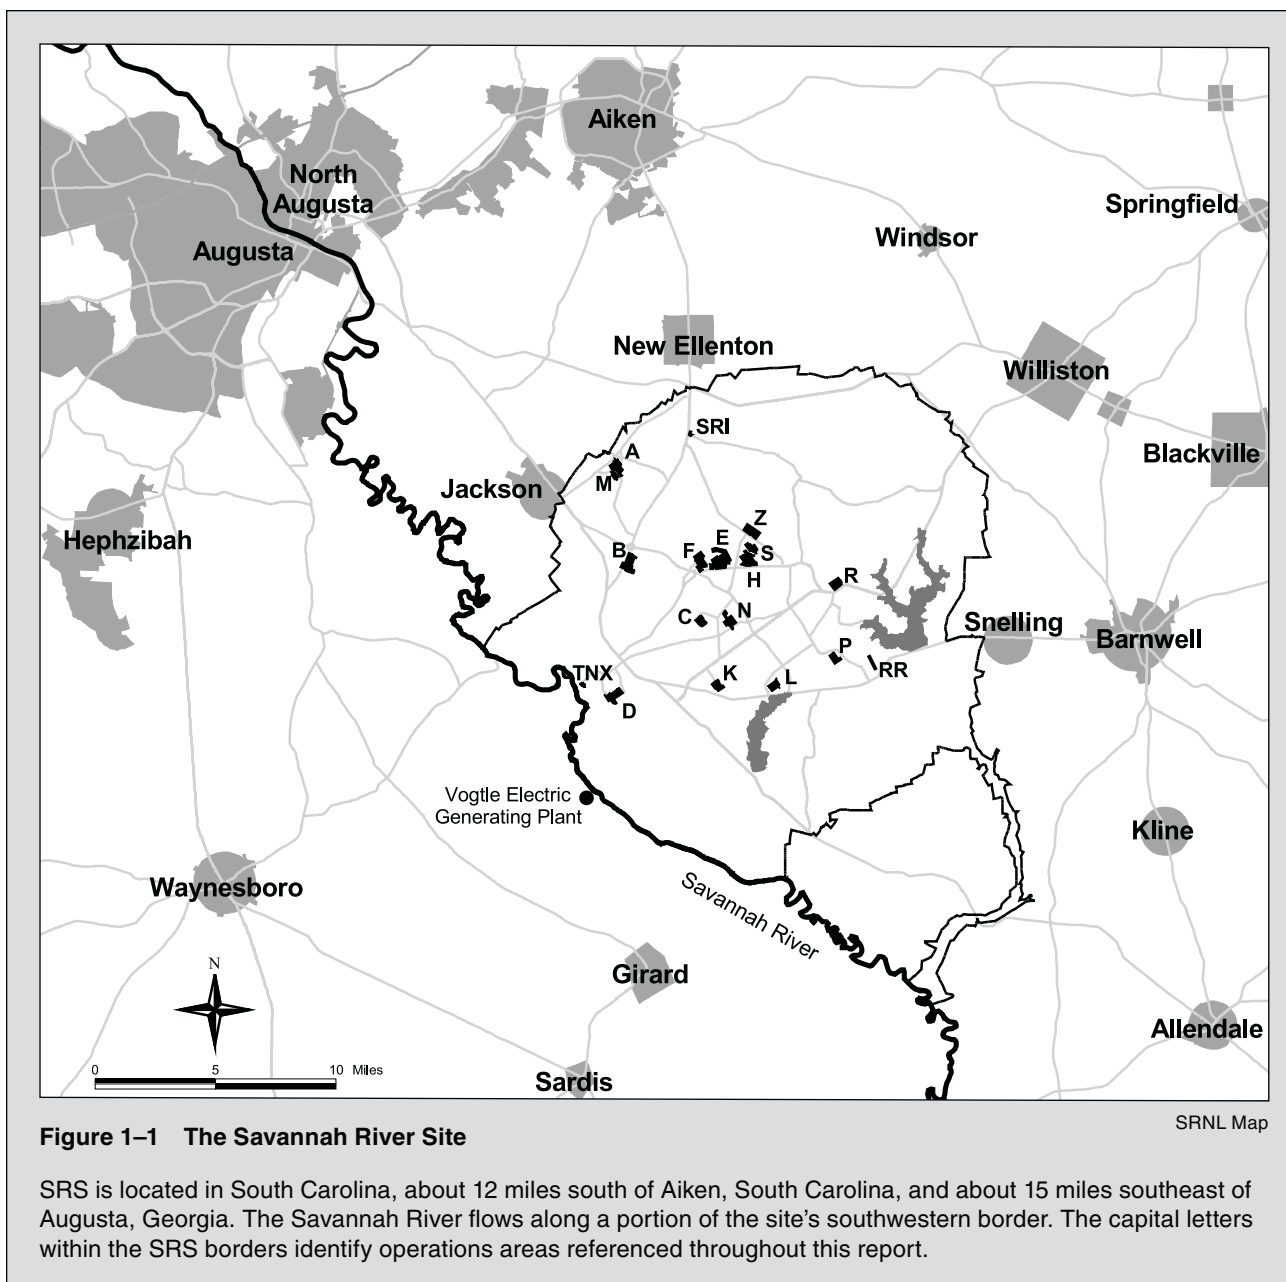 Aiken
North
Augusta
Springfield
Windsor
Augusta
New Ellenton
Williston
SRI
A
Blackville
M
Jackson
Z
Hephzibah
E
B
F
S
H
R
C
N
Snelling
Barnwell
P
RR
TNX
K
L
D
Vogtle Electric
Generating Plant
Kline
Waynesboro
Savannah River
N
Girard
Allendale
0 5 10 Miles
Sardis
SRNL Map
Figure 1–1 The Savannah River Site
SRS is located in South Carolina, about 12 miles south of Aiken, South Carolina, and about 15 miles southeast of
Augusta, Georgia. The Savannah River flows along a portion of the site's southwestern border. The capital letters
within the SRS borders identify operations areas referenced throughout this report.